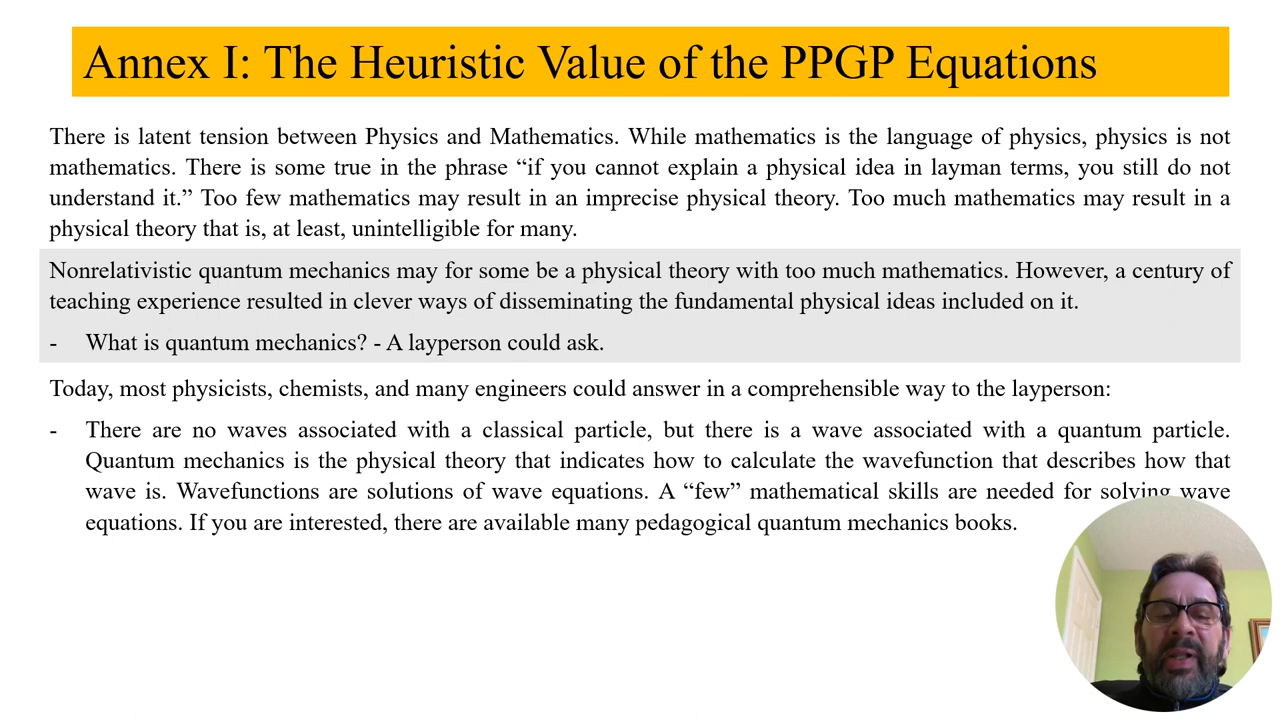 Annex I: The Heuristic Value of the PPGP Equations
There is latent tension between Physics and Mathematics. While mathematics is the language of physics, physics is not
mathematics. There is some true in the phrase “if you cannot explain a physical idea in layman terms, you still do not
understand it.” Too few mathematics may result in an imprecise physical theory. Too much mathematics may result in a
physical theory that is, at least, unintelligible for many.
Nonrelativistic quantum mechanics may for some be a physical theory with too much mathematics. However, a century of
teaching experience resulted in clever ways of disseminating the fundamental physical ideas included on it.
- What is quantum mechanics? - A layperson could ask.
Today, most physicists, chemists, and many engineers could answer in a comprehensible way to the layperson:
- There are no waves associated with a classical particle, but there is a wave associated with a quantum particle.
Quantum mechanics is the physical theory that indicates how to calculate the wavefunction that describes how that
wave is. Wavefunctions are solutions of wave equations. A “few” mathematical skills are needed for solving wave
equations. If you are interested, there are available many pedagogical quantum mechanics books.